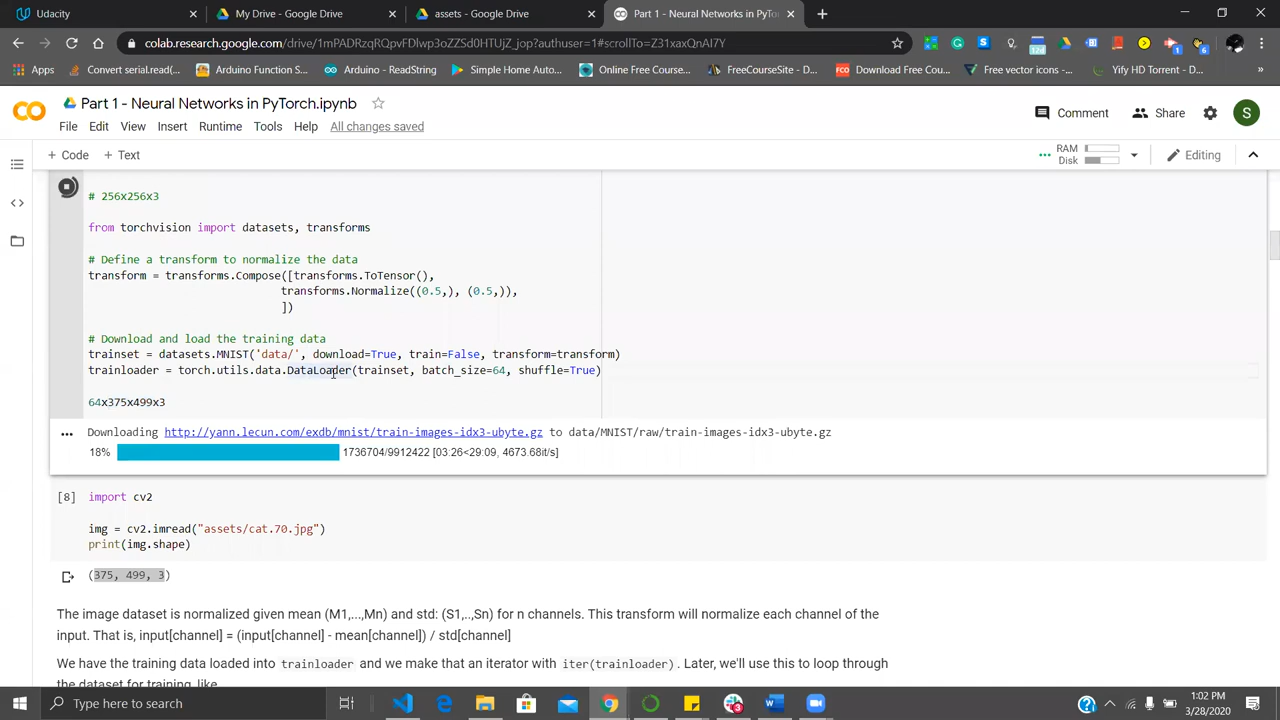 Udacity
My Drive - Google Drive
assets - Google Drive
Part 1 - Neural Networks in PyTor
colab.research.google.com/drive/1mPADRzqRQpvFDlwp3oZZSd0HTUjZ_jop?authuser=1#scrollTo=Z31xaxQnAI7Y
Apps
Convert serial.read(...
Arduino Function S...
Arduino - ReadString
Simple Home Auto...
Online Free Course...
FreeCourseSite - D...
Download Free Cou...
Free vector icons -...
Yify HD Torrent - D...
Part 1 - Neural Networks in PyTorch.ipynb
Comment
Share
S
File Edit View Insert Runtime Tools Help All changes saved
+ Code + Text
RAM
Disk
Editing
# 256x256x3
from torchvision import datasets, transforms
# Define a transform to normalize the data
transform = transforms.Compose([transforms.ToTensor(),
transforms.Normalize((0.5,), (0.5,)),
])
# Download and load the training data
trainset = datasets.MNIST('data/', download=True, train=False, transform=transform)
trainloader = torch.utils.data.DataLoader(trainset, batch_size=64, shuffle=True)
64x375x499x3
Downloading http://yann.lecun.com/exdb/mnist/train-images-idx3-ubyte.gz to data/MNIST/raw/train-images-idx3-ubyte.gz
18% 1736704/9912422 [03:26<29:09, 4673.68it/s]
[8] import cv2
img = cv2.imread("assets/cat.70.jpg")
print(img.shape)
(375, 499, 3)
The image dataset is normalized given mean (M1,...,Mn) and std: (S1,..,Sn) for n channels. This transform will normalize each channel of the
input. That is, input[channel] = (input[channel] - mean[channel]) / std[channel]
We have the training data loaded into trainloader and we make that an iterator with iter(trainloader). Later, we'll use this to loop through
the dataset for training, like
Type here to search
1:02 PM
3/28/2020